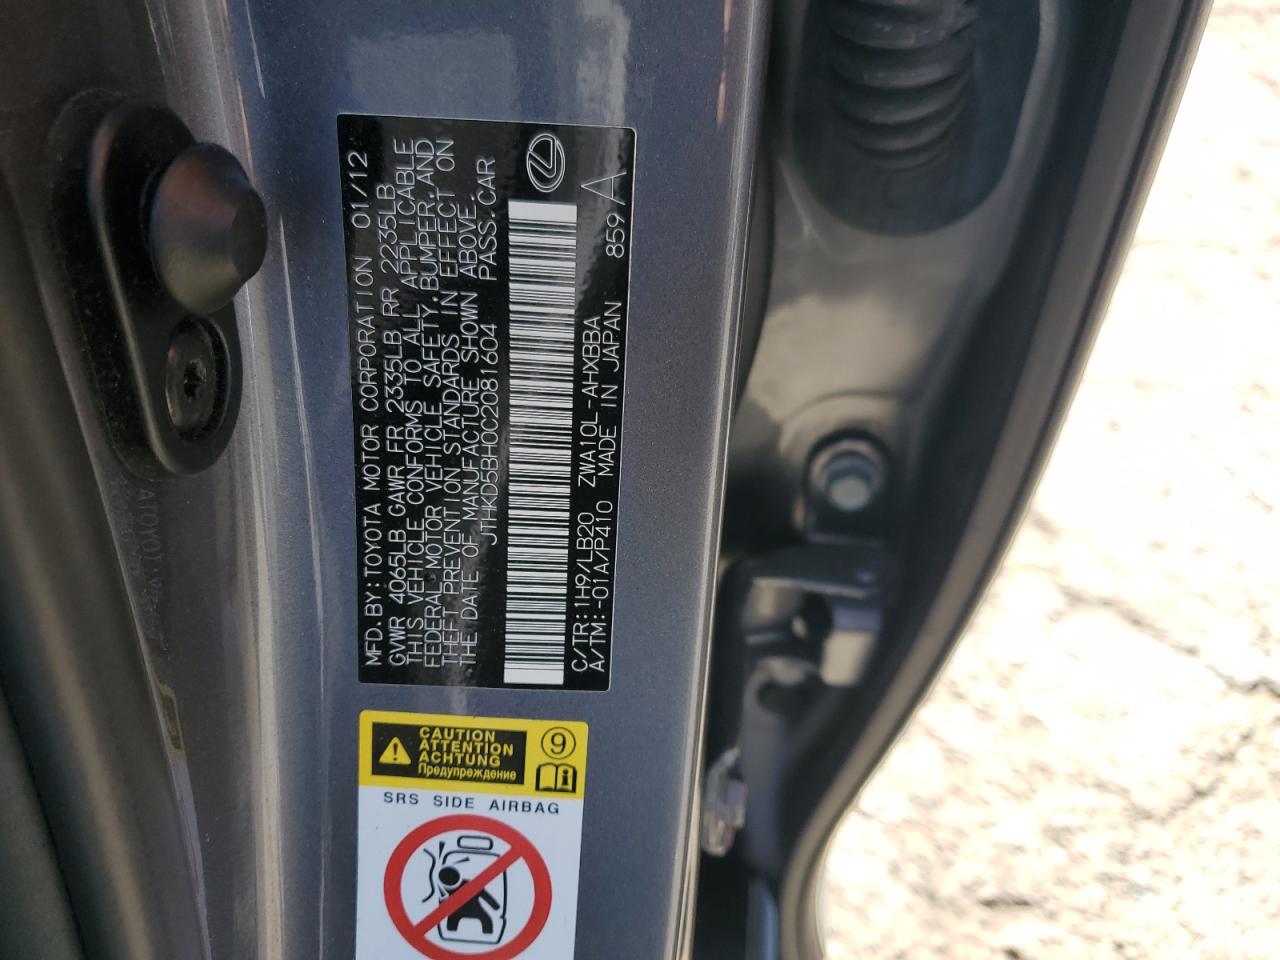 MFD.BY:TOYOTA MOTOR CORPORATION 01/12
GVWR 4065LB GAWR FR 2335LB RR 2235LB
THIS VEHICLE CONFORMS TO ALL APPLICABLE
FEDERAL MOTOR VEHICLE SAFETY,BUMPER,AND
THEFT PREVENTION STANDARDS IN EFFECT ON
THE DATE OF MANUFACTURE SHOWN ABOVE.
JTHKD5BH0C2081604 PASS.CAR
C/TR:1H9/LB20 ZWA10L-AHXBBA
A/TM:-01A/P410 MADE IN JAPAN 859 A
CAUTION
ATTENTION
ACHTUNG
Предупреждение
9
SRS SIDE AIRBAG